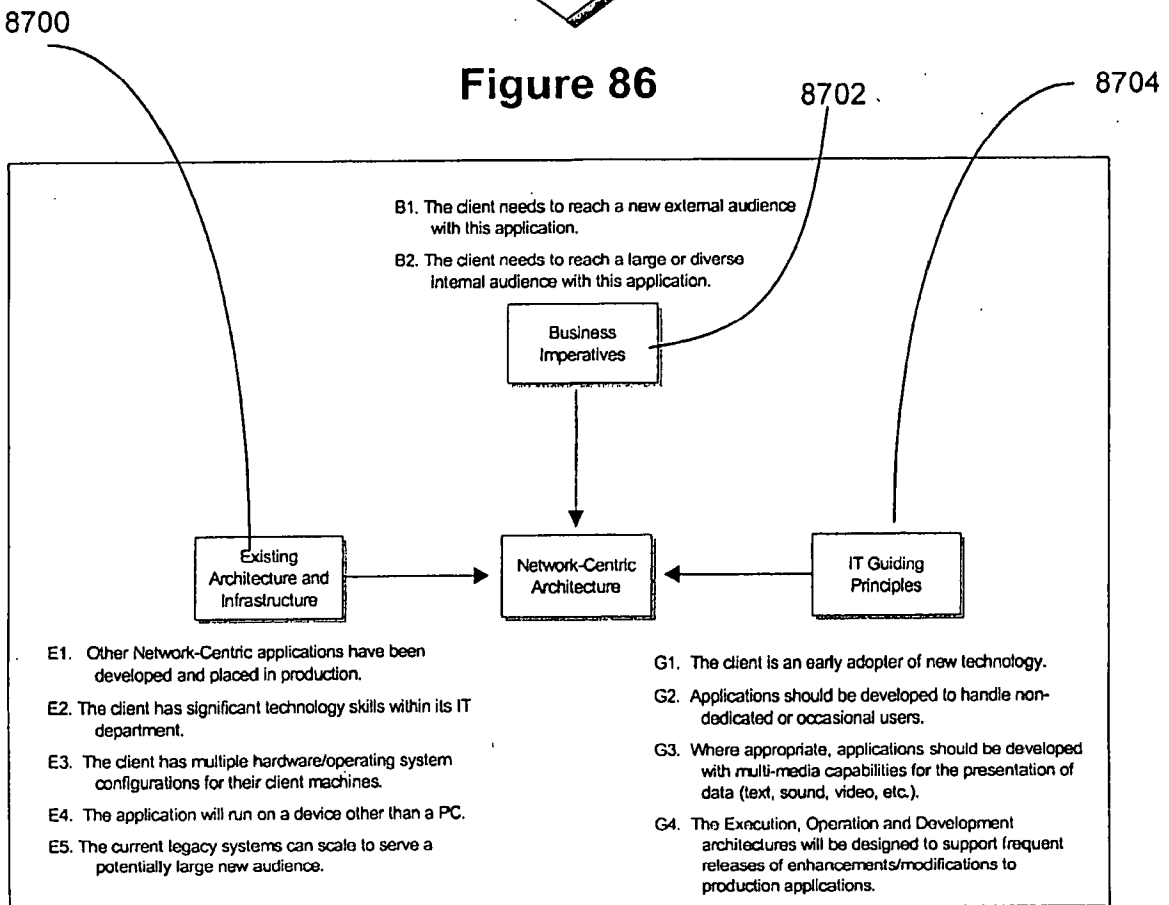 8700
Figure 86
8702
8704
B1. The client needs to reach a new external audience
with this application.
B2. The client needs to reach a large or diverse
internal audience with this application.
Business
Imperatives
Existing
Architecture and
Infrastructure
Network-Centric
Architecture
IT Guiding
Principles
E1. Other Network-Centric applications have been
developed and placed in production.
E2. The client has significant technology skills within its IT
department.
E3. The client has multiple hardware/operating system
configurations for their client machines.
E4. The application will run on a device other than a PC.
E5. The current legacy systems can scale to serve a
potentially large new audience.
G1. The client is an early adopter of new technology.
G2. Applications should be developed to handle non-
dedicated or occasional users.
G3. Where appropriate, applications should be developed
with multi-media capabilities for the presentation of
data (text, sound, video, etc.).
G4. The Execution, Operation and Development
architectures will be designed to support frequent
releases of enhancements/modifications to
production applications.